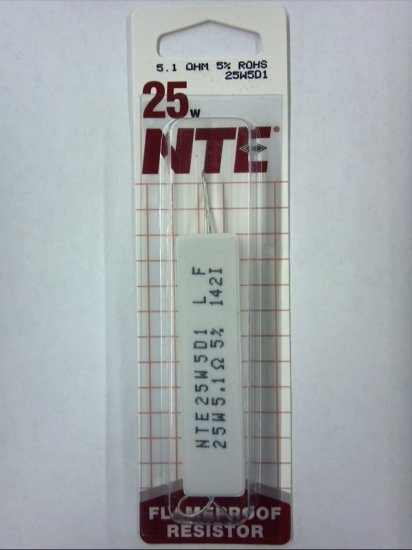 5.1 OHM 5% ROHS
25W5D1
25W
NTE®
NTE25W5D1 LF
25W5.1Ω5% 142I
FLAMEPROOF
RESISTOR